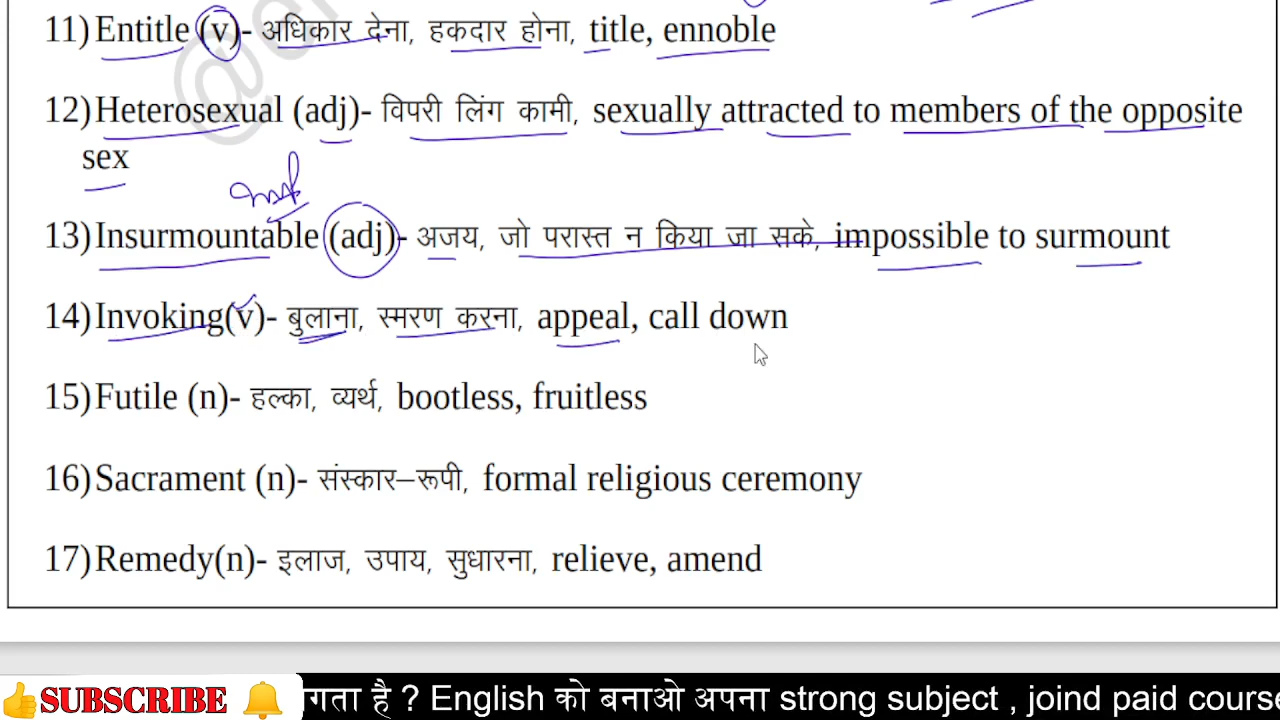 11) Entitle (v)- अधिकार देना, हकदार होना, title, ennoble
12) Heterosexual (adj)- विपरी लिंग कामी, sexually attracted to members of the opposite
sex
13) Insurmountable (adj)- अजय, जो परास्त न किया जा सके, impossible to surmount
14) Invoking(v)- बुलाना, स्मरण करना, appeal, call down
15) Futile (n)- हल्का, व्यर्थ, bootless, fruitless
16) Sacrament (n)- संस्कार–रूपी, formal religious ceremony
17) Remedy(n)- इलाज, उपाय, सुधारना, relieve, amend
SUBSCRIBE गता है ? English को बनाओ अपना strong subject , joind paid course